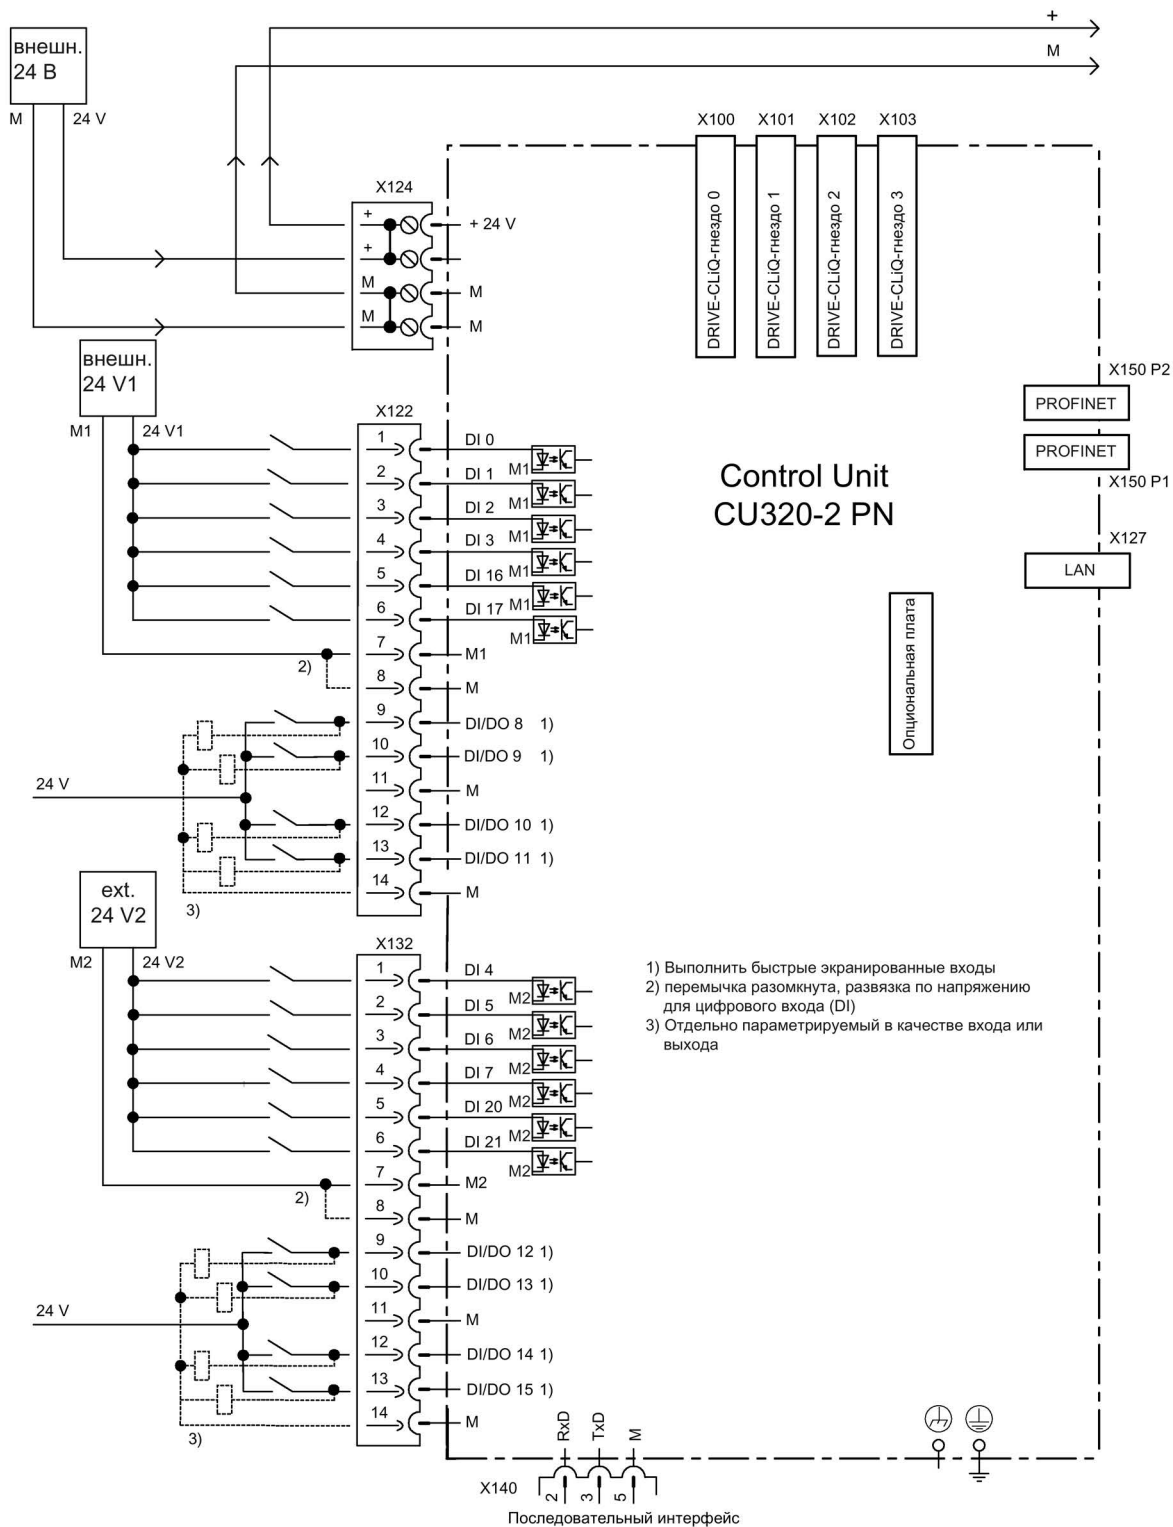 +
M
внешн.
24 В
M 24 V
X100 X101 X102 X103
DRIVE-CLiQ-гнездо 0
DRIVE-CLiQ-гнездо 1
DRIVE-CLiQ-гнездо 2
DRIVE-CLiQ-гнездо 3
X124
+ + 24 V
+
M M
M M
внешн.
24 V1
M1 24 V1
X150 P2
PROFINET
PROFINET
X150 P1
X127
LAN
Control Unit
CU320-2 PN
Опциональная плата
X122
1 DI 0 M1
2 DI 1 M1
3 DI 2 M1
4 DI 3 M1
5 DI 16 M1
6 DI 17 M1
7 M1
2)
8 M
9 DI/DO 8 1)
10 DI/DO 9 1)
11 M
24 V
12 DI/DO 10 1)
13 DI/DO 11 1)
14 M
3)
ext.
24 V2
M2 24 V2
X132
1 DI 4 M2
2 DI 5 M2
3 DI 6 M2
4 DI 7 M2
5 DI 20 M2
6 DI 21 M2
7 M2
2)
8 M
9 DI/DO 12 1)
10 DI/DO 13 1)
11 M
24 V
12 DI/DO 14 1)
13 DI/DO 15 1)
14 M
3)
1) Выполнить быстрые экранированные входы
2) перемычка разомкнута, развязка по напряжению
для цифрового входа (DI)
3) Отдельно параметрируемый в качестве входа или
выхода
RxD TxD M
X140 2 3 5
Последовательный интерфейс